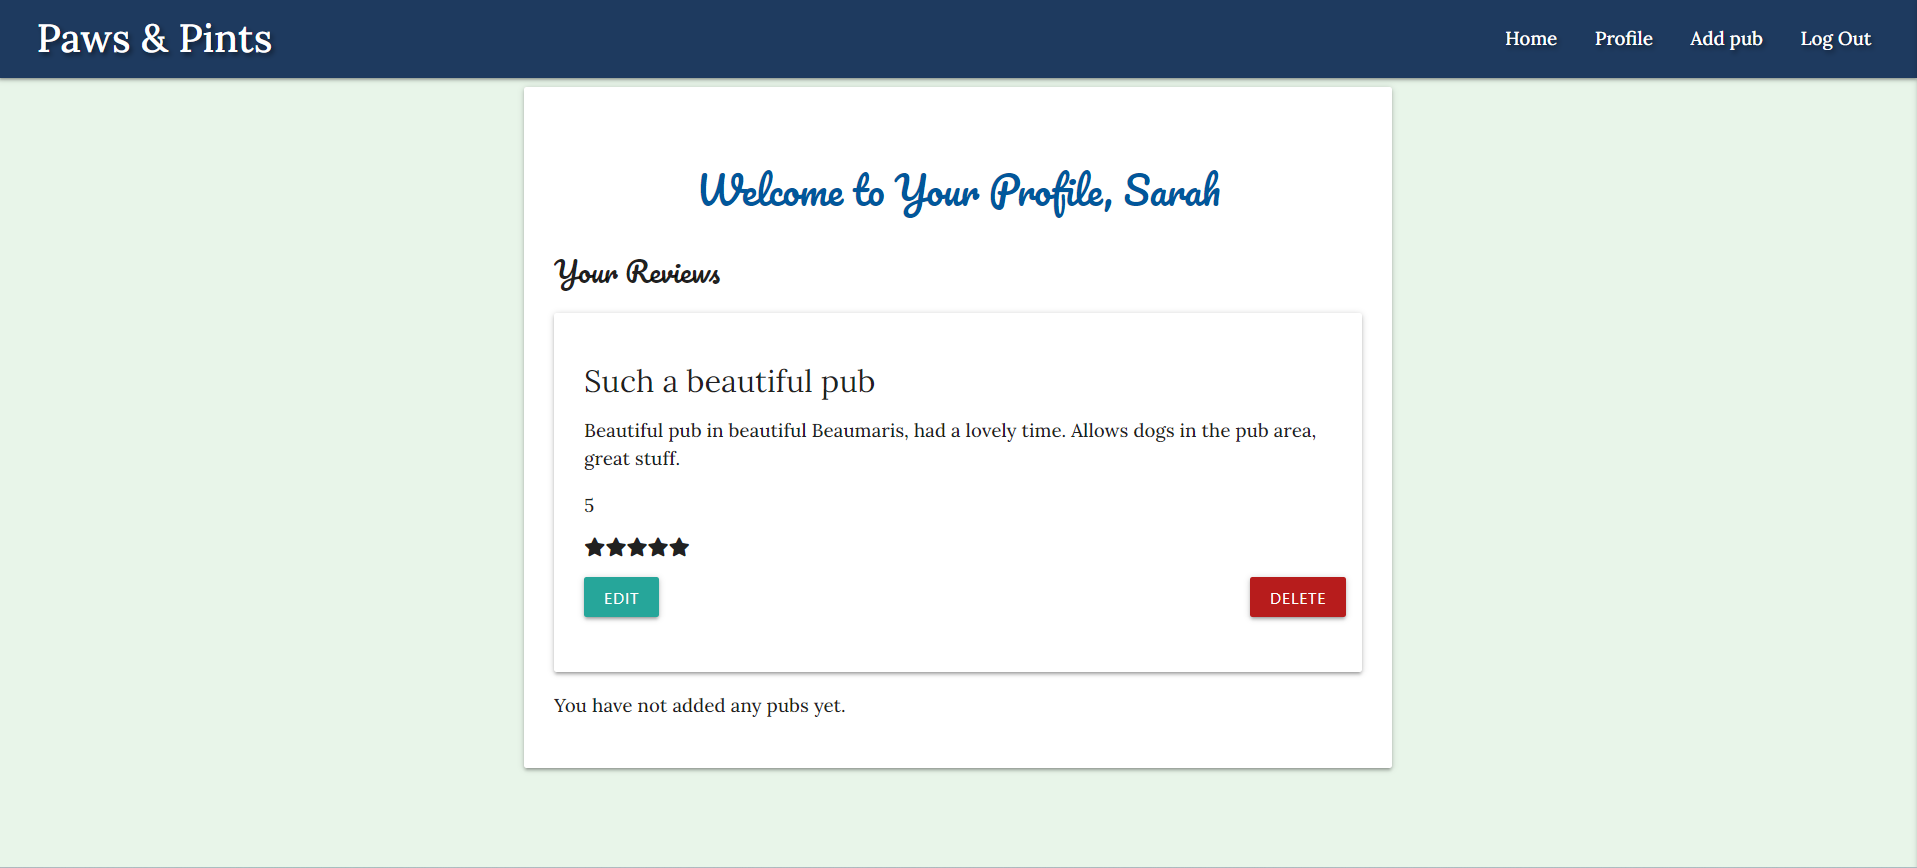 Paws & Pints
Home Profile Add pub Log Out
Welcome to Your Profile, Sarah
Your Reviews
Such a beautiful pub
Beautiful pub in beautiful Beaumaris, had a lovely time. Allows dogs in the pub area,
great stuff.
5
EDIT DELETE
You have not added any pubs yet.